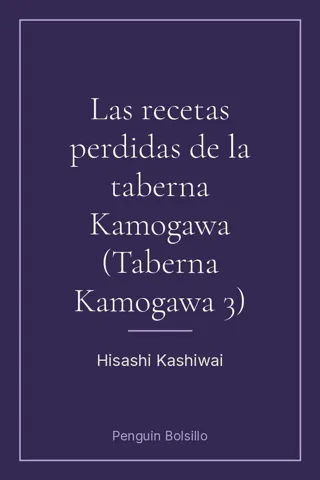 Las recetas
perdidas de la
taberna
Kamogawa
(Taberna
Kamogawa 3)
Hisashi Kashiwai
Penguin Bolsillo